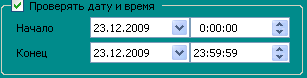 Проверять дату и время
Начало 23.12.2009 0:00:00
Конец 23.12.2009 23:59:59